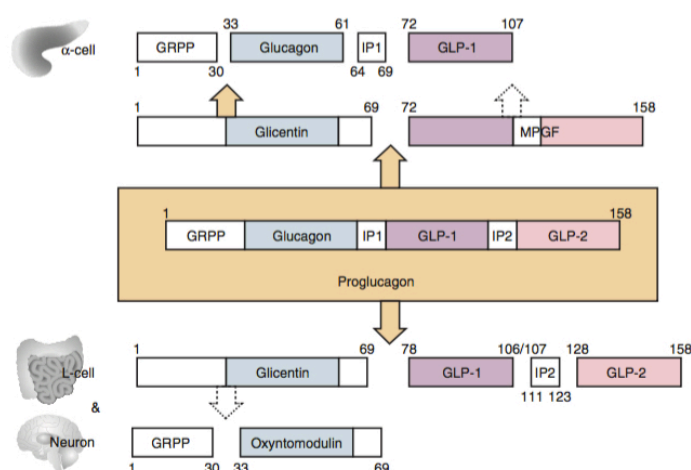 33 61 72 107
α-cell GRPP Glucagon IP1 GLP-1
1 30 64 69
1 69 72 158
Glicentin MPGF
1 158
GRPP Glucagon IP1 GLP-1 IP2 GLP-2
Proglucagon
1 69 78 106/107 128 158
L-cell Glicentin GLP-1 IP2 GLP-2
111 123
&
Neuron GRPP Oxyntomodulin
1 30 33 69